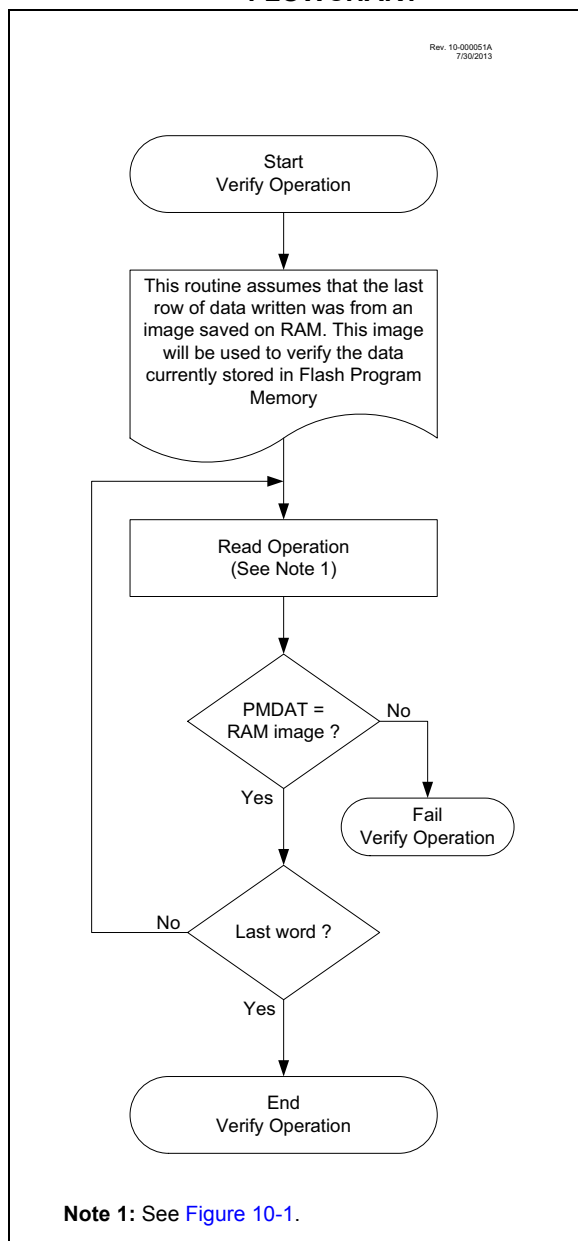 FLOWCHART
Rev. 10-000051A
7/30/2013
Start
Verify Operation
This routine assumes that the last
row of data written was from an
image saved on RAM. This image
will be used to verify the data
currently stored in Flash Program
Memory
Read Operation
(See Note 1)
PMDAT =
RAM image ?
No
Yes
Fail
Verify Operation
No
Last word ?
Yes
End
Verify Operation
Note 1: See Figure 10-1.